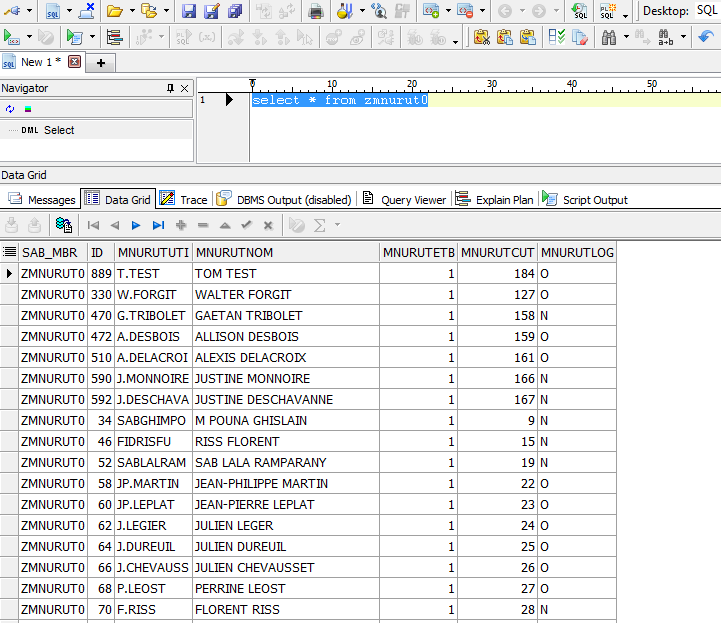 Desktop: SQL
New 1 *
Navigator
DML Select
0 10 20 30 40 50
1 select * from zmnurut0
Data Grid
Messages Data Grid Trace DBMS Output (disabled) Query Viewer Explain Plan Script Output
SAB_MBR ID MNURUTUTI MNURUTNOM MNURUTETB MNURUTCUT MNURUTLOG
ZMNURUT0 889 T.TEST TOM TEST 1 184 O
ZMNURUT0 330 W.FORGIT WALTER FORGIT 1 127 O
ZMNURUT0 470 G.TRIBOLET GAETAN TRIBOLET 1 158 N
ZMNURUT0 472 A.DESBOIS ALLISON DESBOIS 1 159 O
ZMNURUT0 510 A.DELACROI ALEXIS DELACROIX 1 161 O
ZMNURUT0 590 J.MONNOIRE JUSTINE MONNOIRE 1 166 N
ZMNURUT0 592 J.DESCHAVA JUSTINE DESCHAVANNE 1 167 N
ZMNURUT0 34 SABGHIMPO M POUNA GHISLAIN 1 9 N
ZMNURUT0 46 FIDRISFU RISS FLORENT 1 15 N
ZMNURUT0 52 SABLALRAM SAB LALA RAMPARANY 1 19 N
ZMNURUT0 58 JP.MARTIN JEAN-PHILIPPE MARTIN 1 22 O
ZMNURUT0 60 JP.LEPLAT JEAN-PIERRE LEPLAT 1 23 O
ZMNURUT0 62 J.LEGIER JULIEN LEGER 1 24 O
ZMNURUT0 64 J.DUREUIL JULIEN DUREUIL 1 25 O
ZMNURUT0 66 J.CHEVAUSS JULIEN CHEVAUSSET 1 26 O
ZMNURUT0 68 P.LEOST PERRINE LEOST 1 27 O
ZMNURUT0 70 F.RISS FLORENT RISS 1 28 N